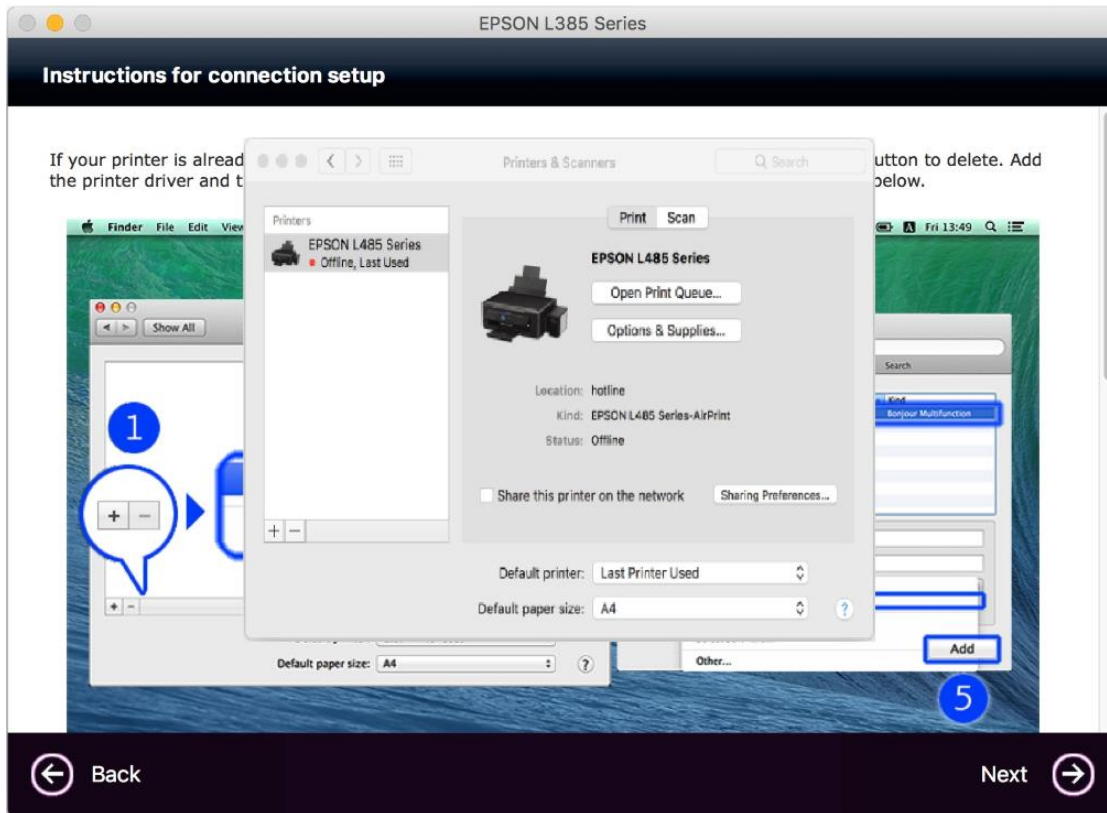 EPSON L385 Series
Instructions for connection setup
If your printer is alread
utton to delete. Add
the printer driver and t
below.
Finder File Edit View
Fri 13:49
Show All
1
+ −
+ −
Printers & Scanners
Search
Printers
EPSON L485 Series
Offline, Last Used
+ −
Print Scan
EPSON L485 Series
Open Print Queue...
Options & Supplies...
Location: hotline
Kind: EPSON L485 Series-AirPrint
Status: Offline
Share this printer on the network
Sharing Preferences...
Default printer: Last Printer Used
Default paper size: A4
?
Search
Kind
Bonjour Multifunction
Default paper size: A4
?
Other...
Add
5
Back
Next